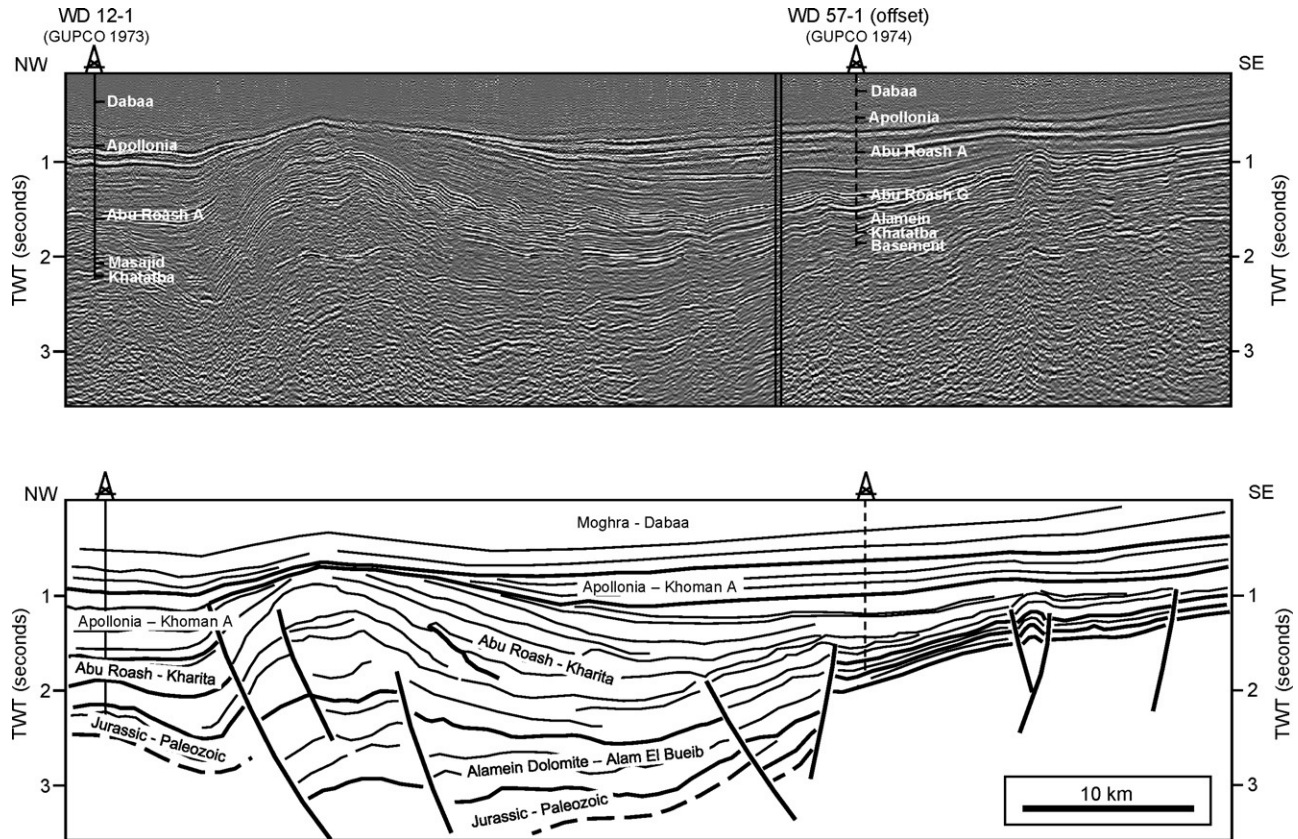 WD 12-1
(GUPCO 1973)
WD 57-1 (offset)
(GUPCO 1974)
NW
SE
Dabaa
Apollonia
Abu Roash A
Masajid
Khatatba
Dabaa
Apollonia
Abu Roash A
Abu Roash G
Alamein
Khatatba
Basement
TWT (seconds)
1
2
3
TWT (seconds)
1
2
3
NW
SE
Moghra - Dabaa
Apollonia – Khoman A
Apollonia – Khoman A
Abu Roash - Kharita
Abu Roash - Kharita
Jurassic - Paleozoic
Alamein Dolomite – Alam El Bueib
Jurassic - Paleozoic
TWT (seconds)
1
2
3
TWT (seconds)
1
2
3
10 km